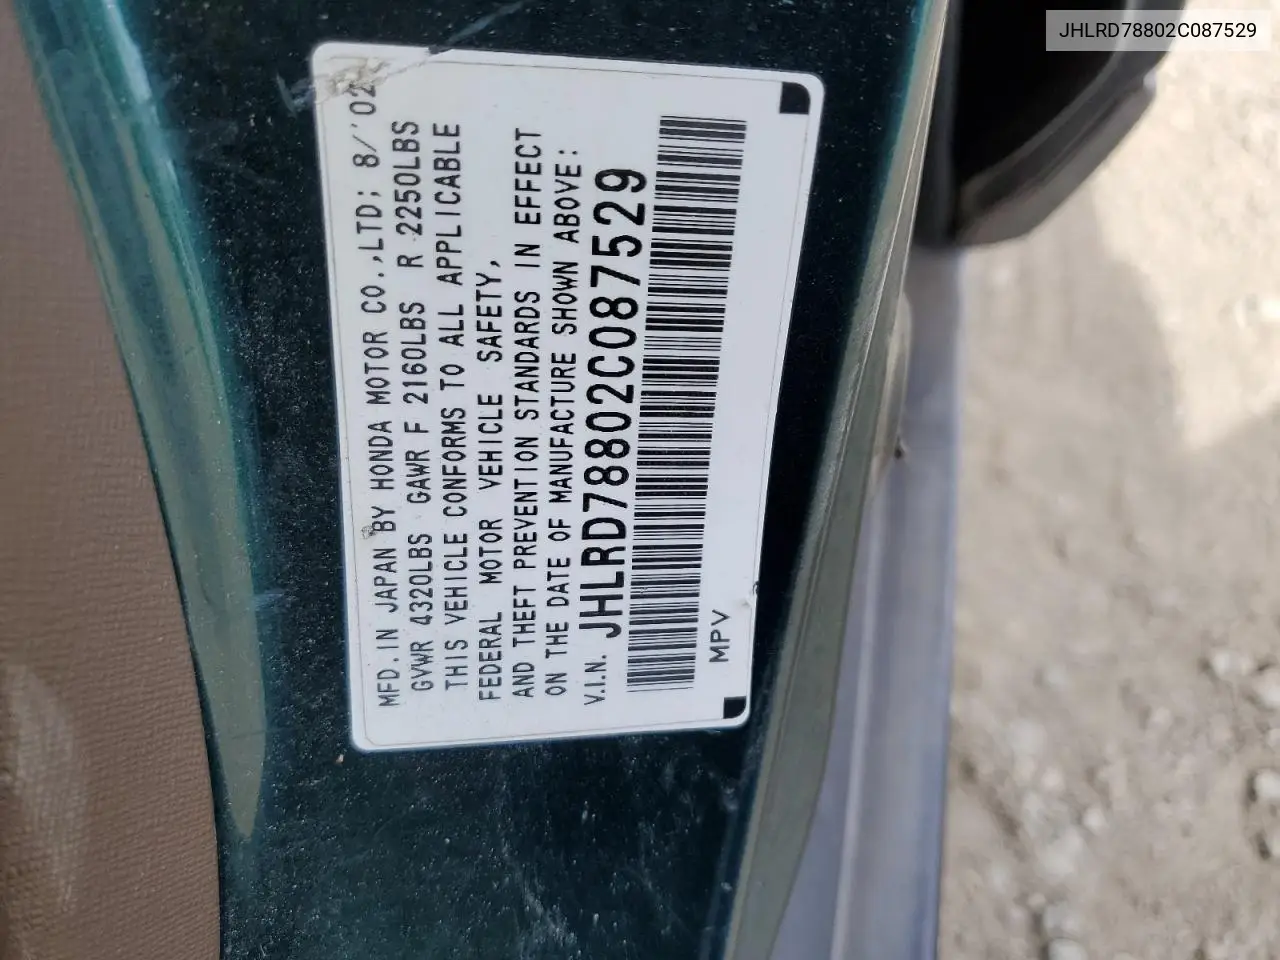 JHLRD78802C087529
MFD. IN JAPAN BY HONDA MOTOR CO.,LTD; 8/'02
GVWR 4320LBS GAWR F 2160LBS R 2250LBS
THIS VEHICLE CONFORMS TO ALL APPLICABLE
FEDERAL MOTOR VEHICLE SAFETY,
AND THEFT PREVENTION STANDARDS IN EFFECT
ON THE DATE OF MANUFACTURE SHOWN ABOVE:
V.I.N. JHLRD78802C087529
MPV